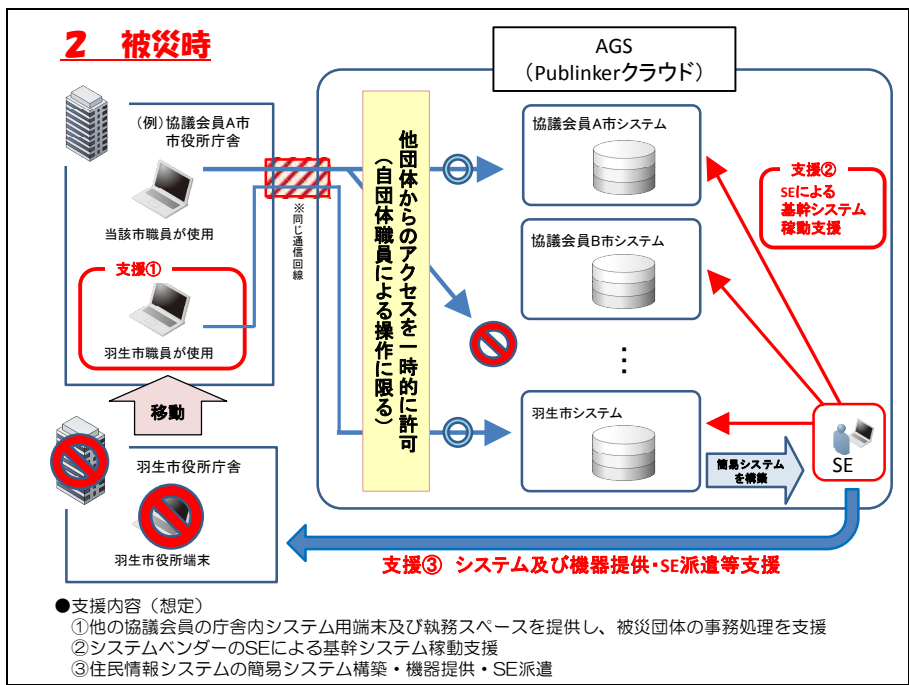 ２　被災時
AGS
（Publinkerクラウド）
（例）協議会員A市
市役所庁舎
当該市職員が使用
支援①
羽生市職員が使用
※同じ通信回線
他団体からのアクセスを一時的に許可
（自団体職員による操作に限る）
協議会員A市システム
協議会員B市システム
…
羽生市システム
支援②
SEによる
基幹システム
稼動支援
移動
羽生市役所庁舎
羽生市役所端末
簡易システム
を構築
SE
支援③　システム及び機器提供・SE派遣等支援
●支援内容（想定）
①他の協議会員の庁舎内システム用端末及び執務スペースを提供し、被災団体の事務処理を支援
②システムベンダーのSEによる基幹システム稼動支援
③住民情報システムの簡易システム構築・機器提供・SE派遣